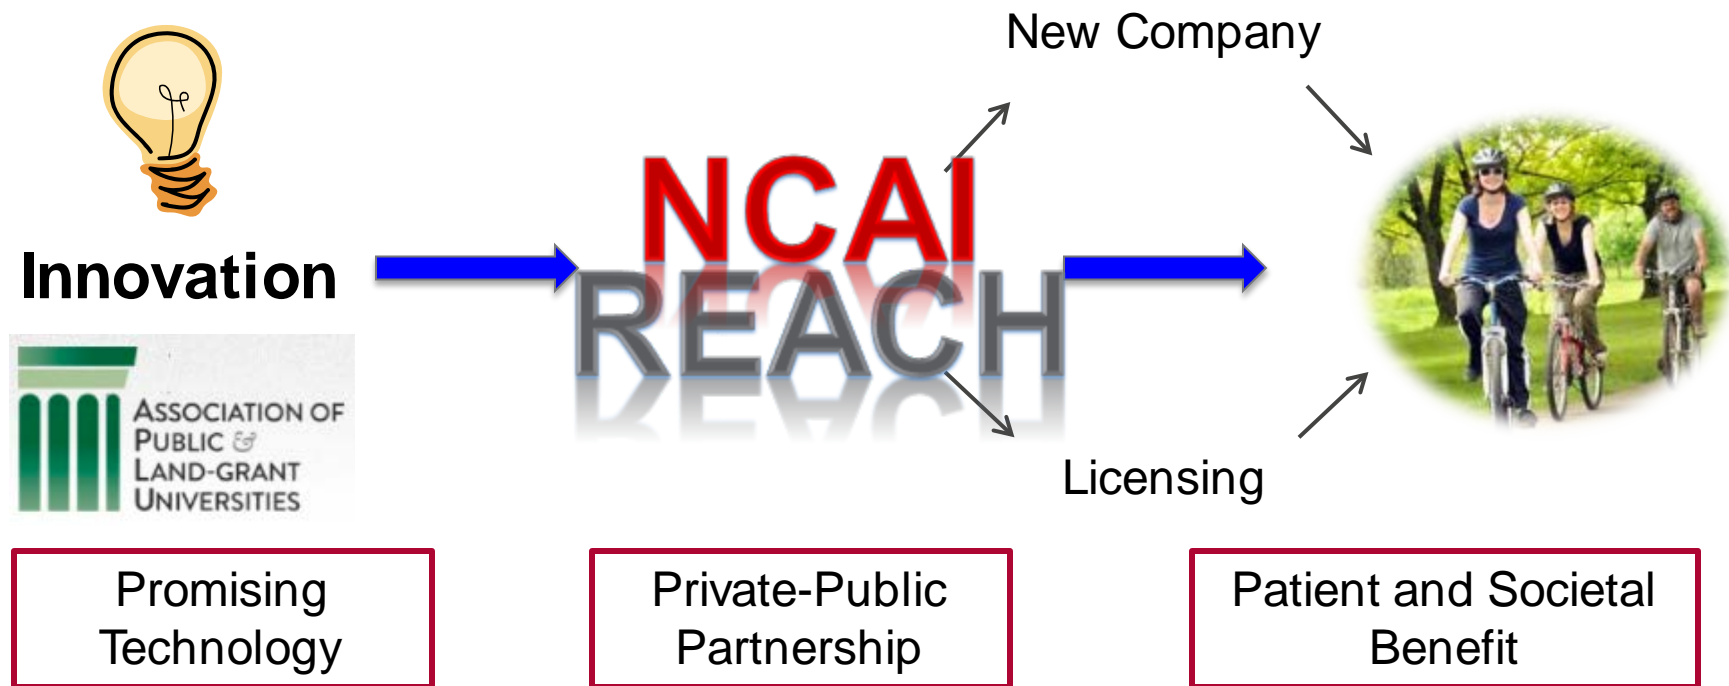 New Company
NCAI
REACH
Innovation
ASSOCIATION OF
PUBLIC &
LAND-GRANT
UNIVERSITIES
Licensing
Promising
Technology
Private-Public
Partnership
Patient and Societal
Benefit